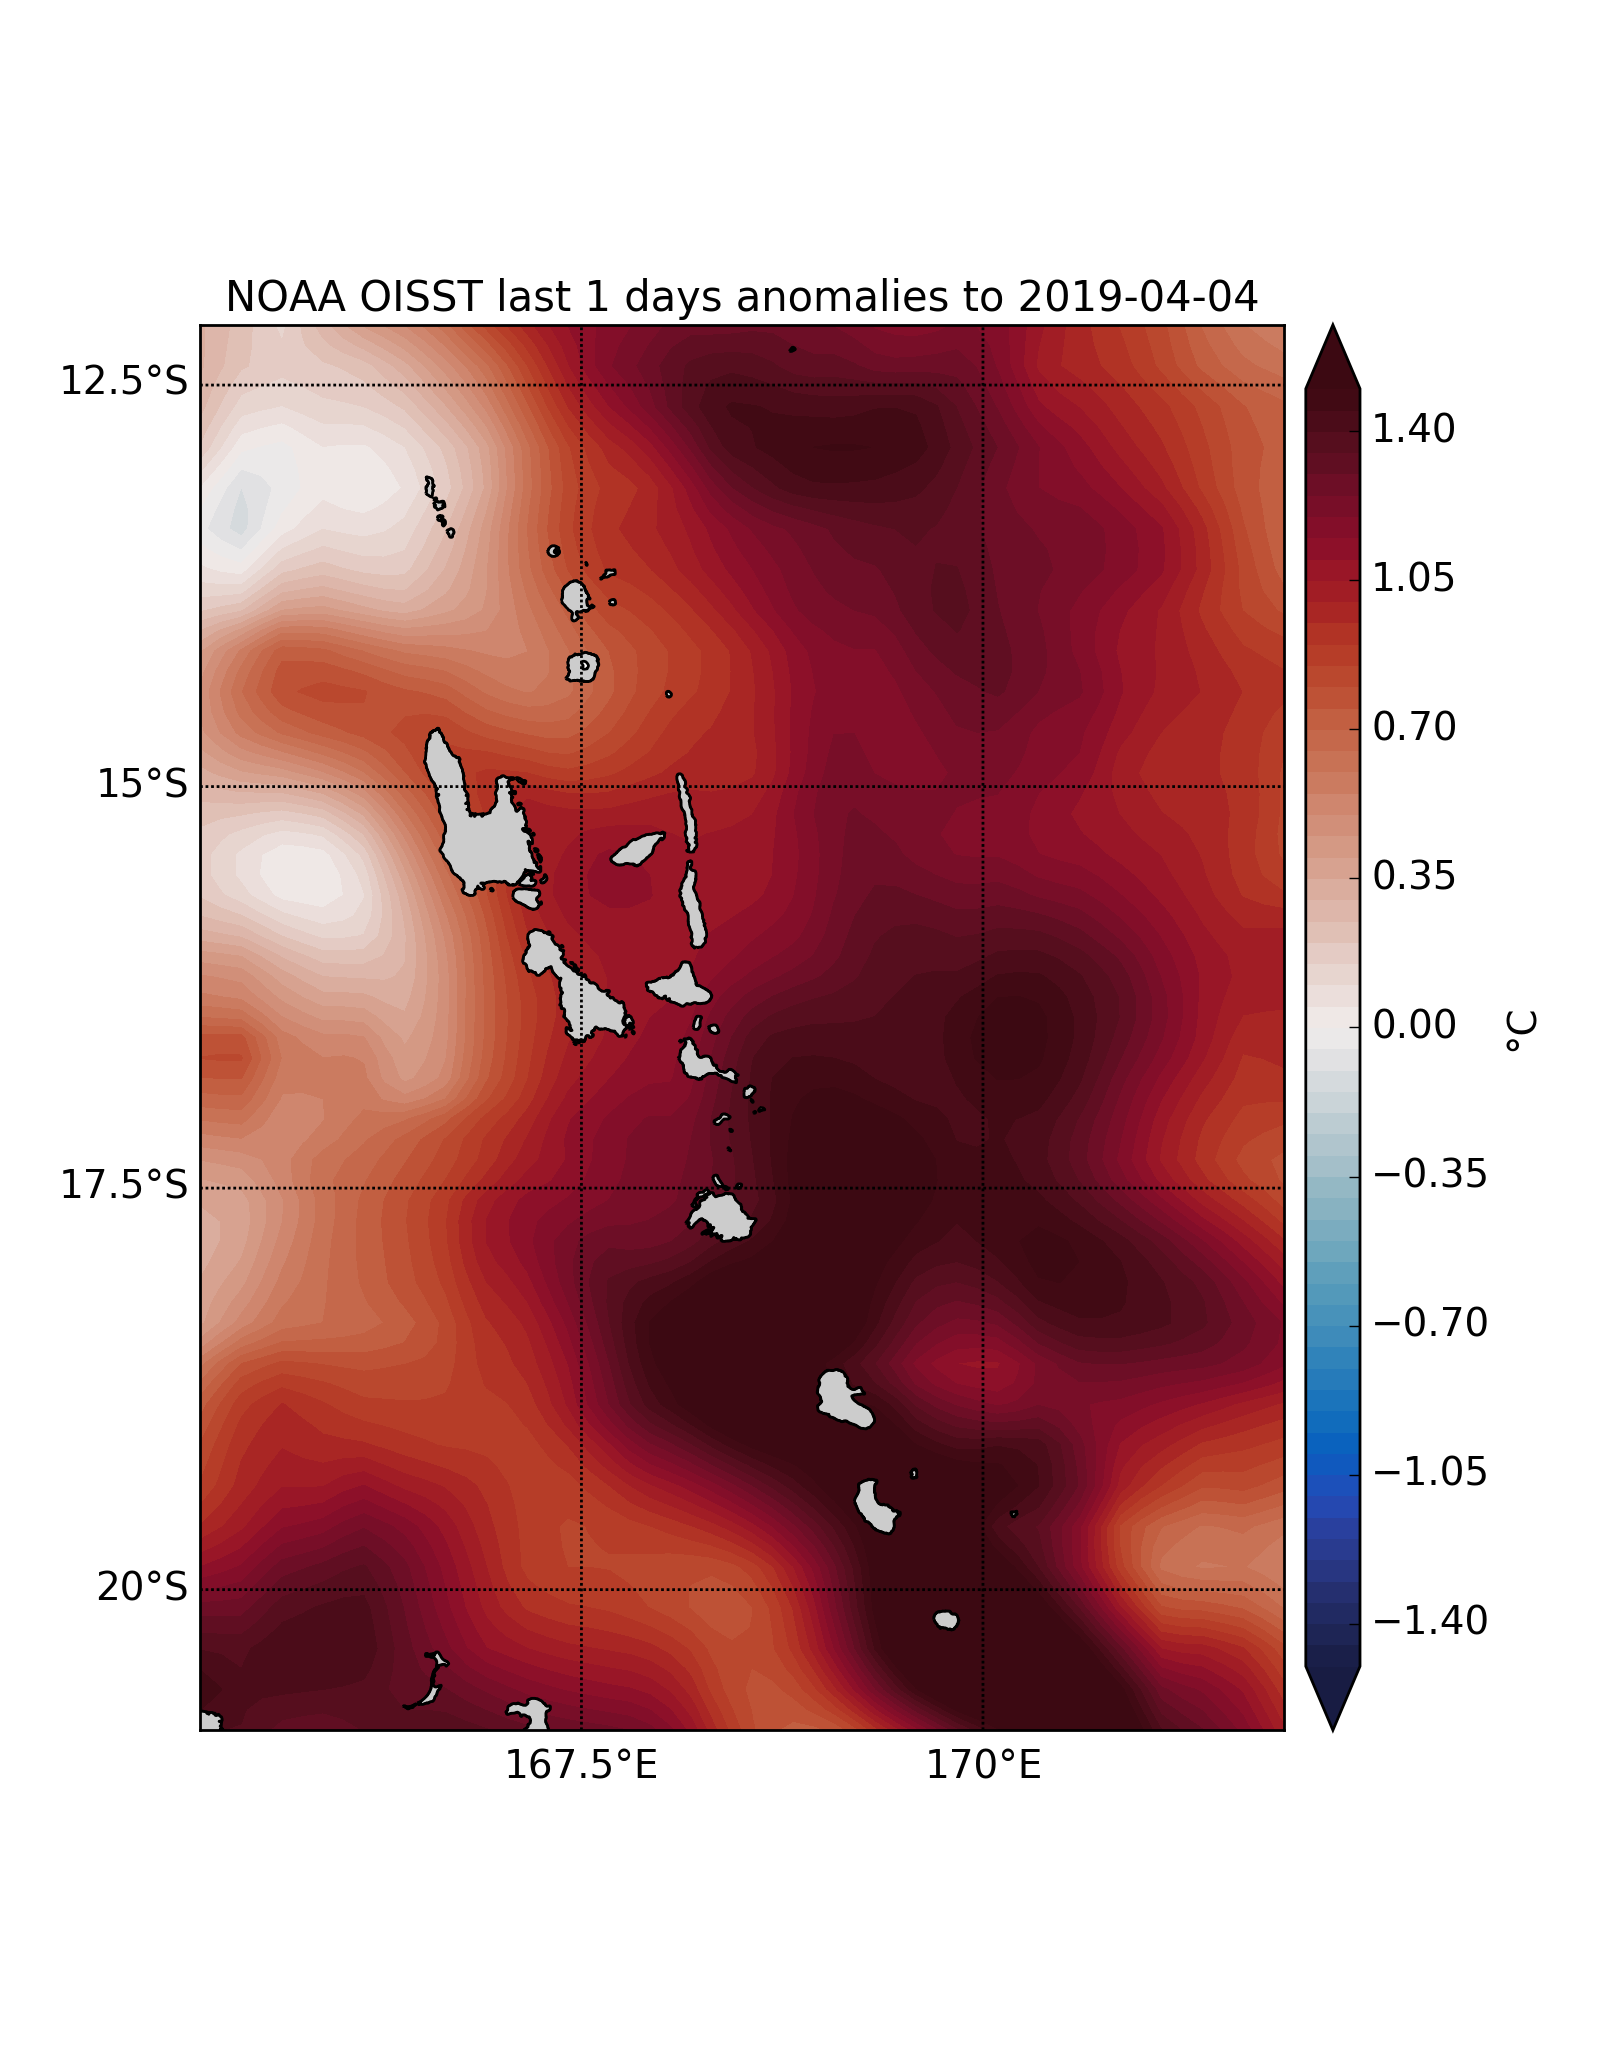 NOAA OISST last 1 days anomalies to 2019-04-04
12.5°S
15°S
17.5°S
20°S
167.5°E
170°E
1.40
1.05
0.70
0.35
0.00
−0.35
−0.70
−1.05
−1.40
°C